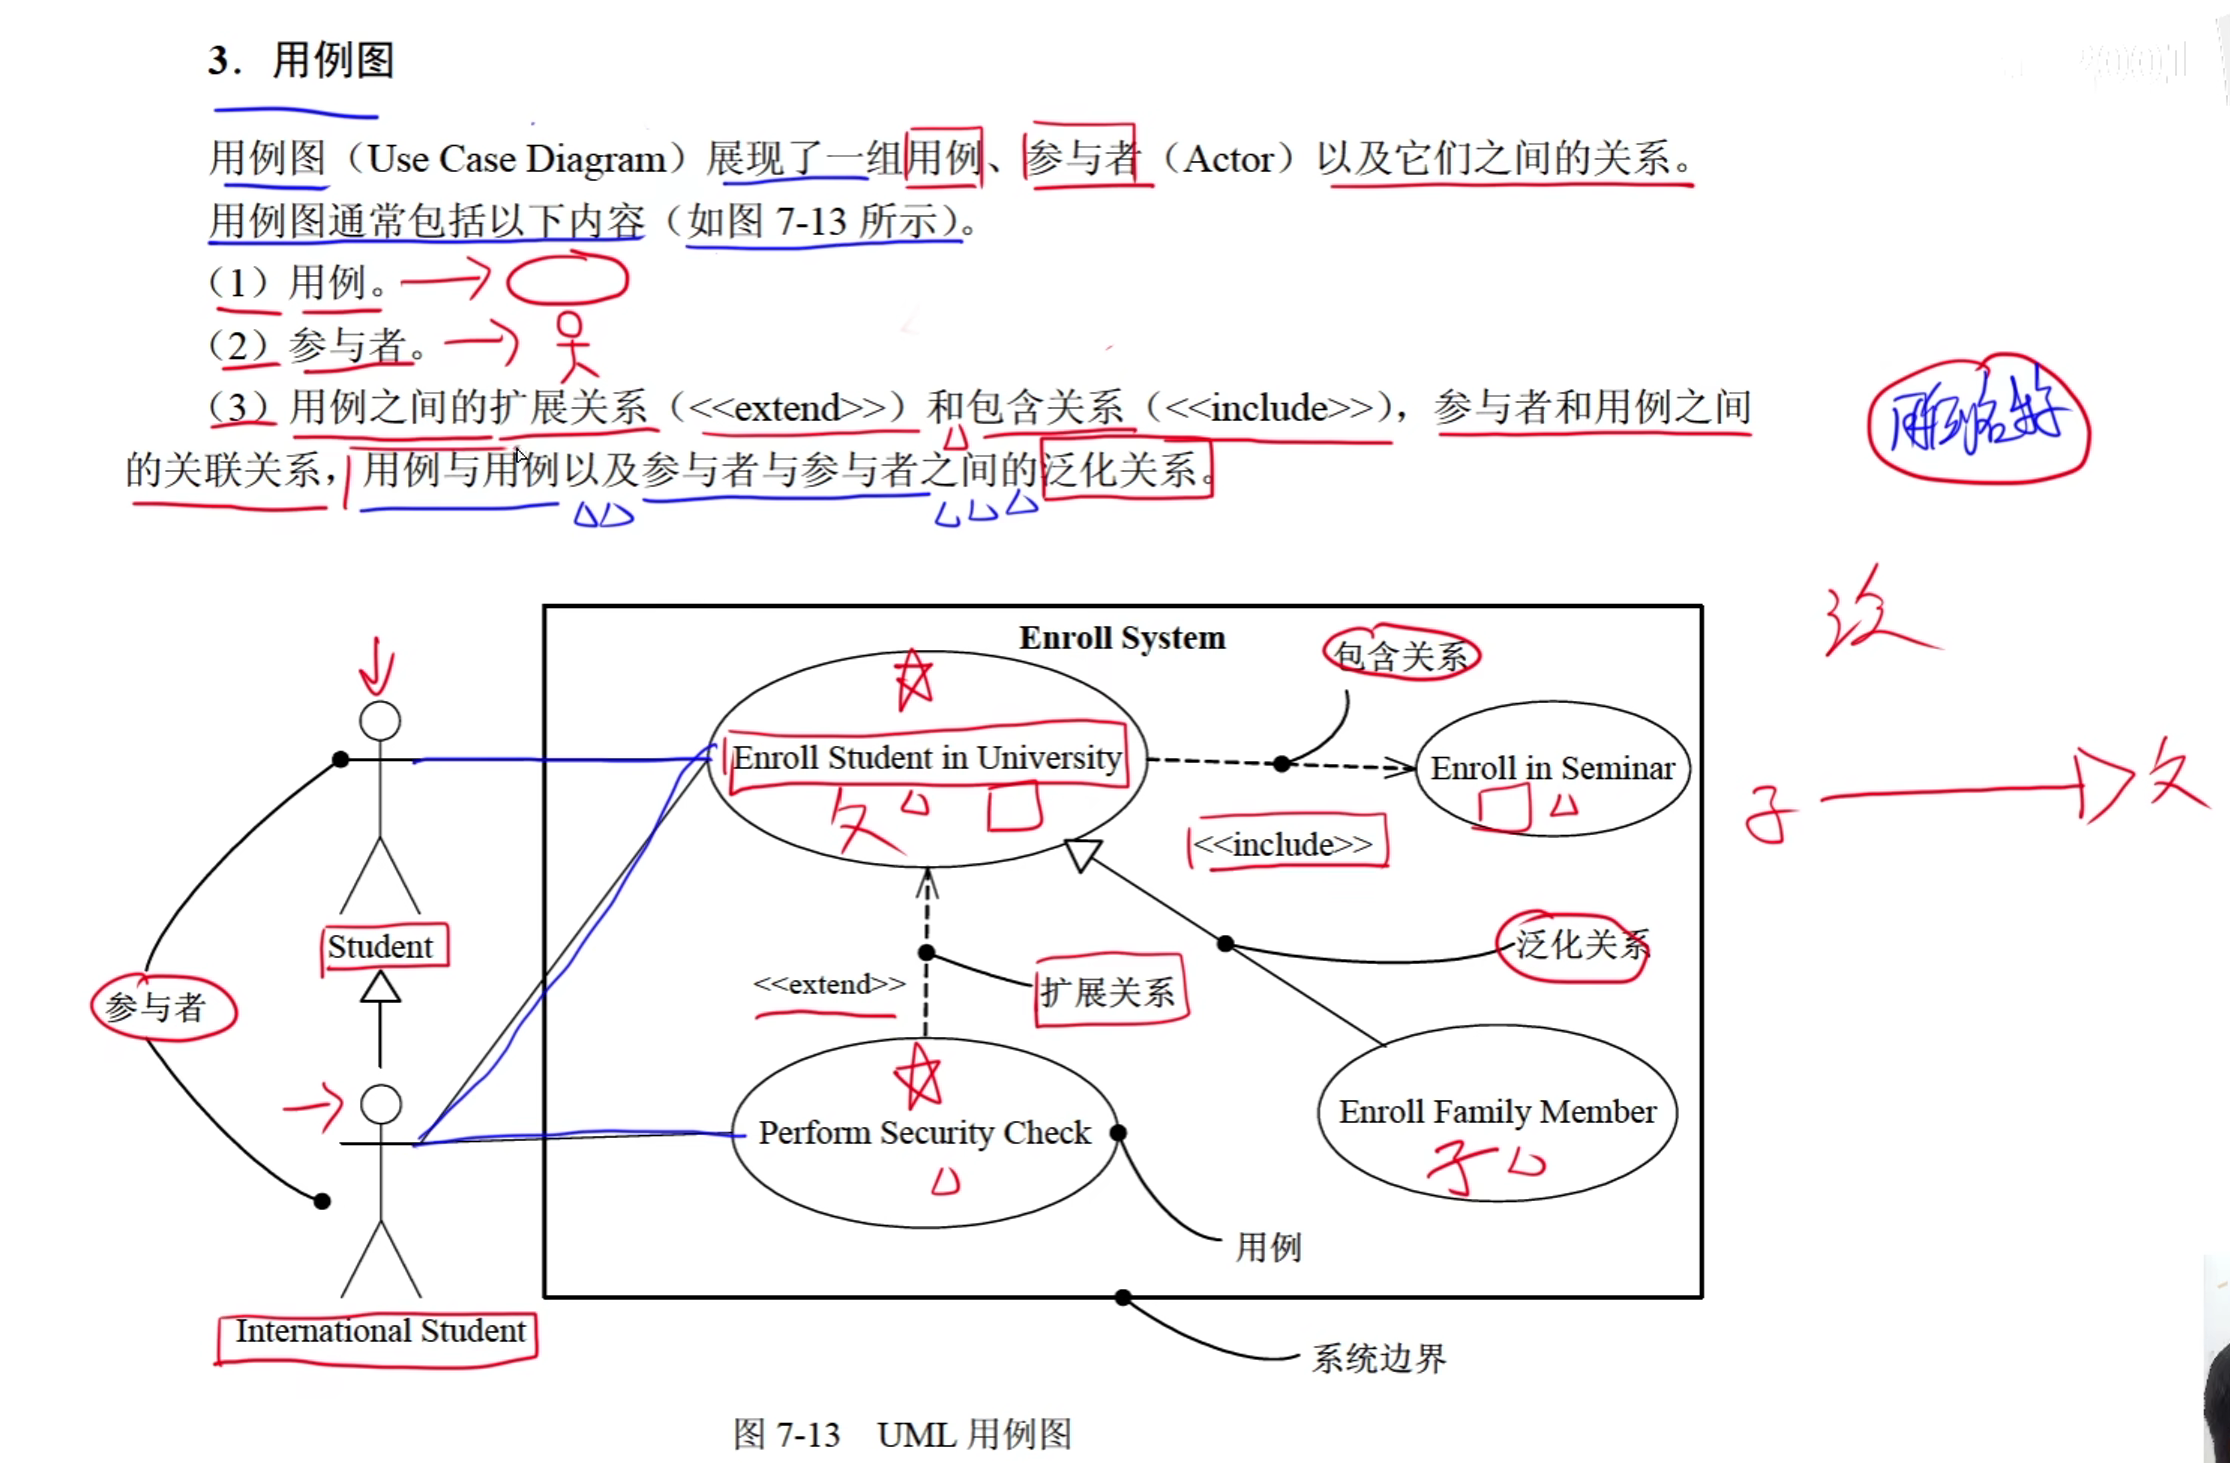 3. 用例图
用例图（Use Case Diagram）展现了一组用例、参与者（Actor）以及它们之间的关系。
用例图通常包括以下内容（如图 7-13 所示）。
（1）用例。
（2）参与者。
（3）用例之间的扩展关系（<<extend>>）和包含关系（<<include>>），参与者和用例之间
的关联关系，用例与用例以及参与者与参与者之间的泛化关系。
用例名字
Enroll System
包含关系
Enroll Student in University
父
Enroll in Seminar
子 父
<<include>>
Student
泛化关系
<<extend>>
扩展关系
参与者
Enroll Family Member
子
Perform Security Check
用例
International Student
系统边界
图 7-13 UML 用例图